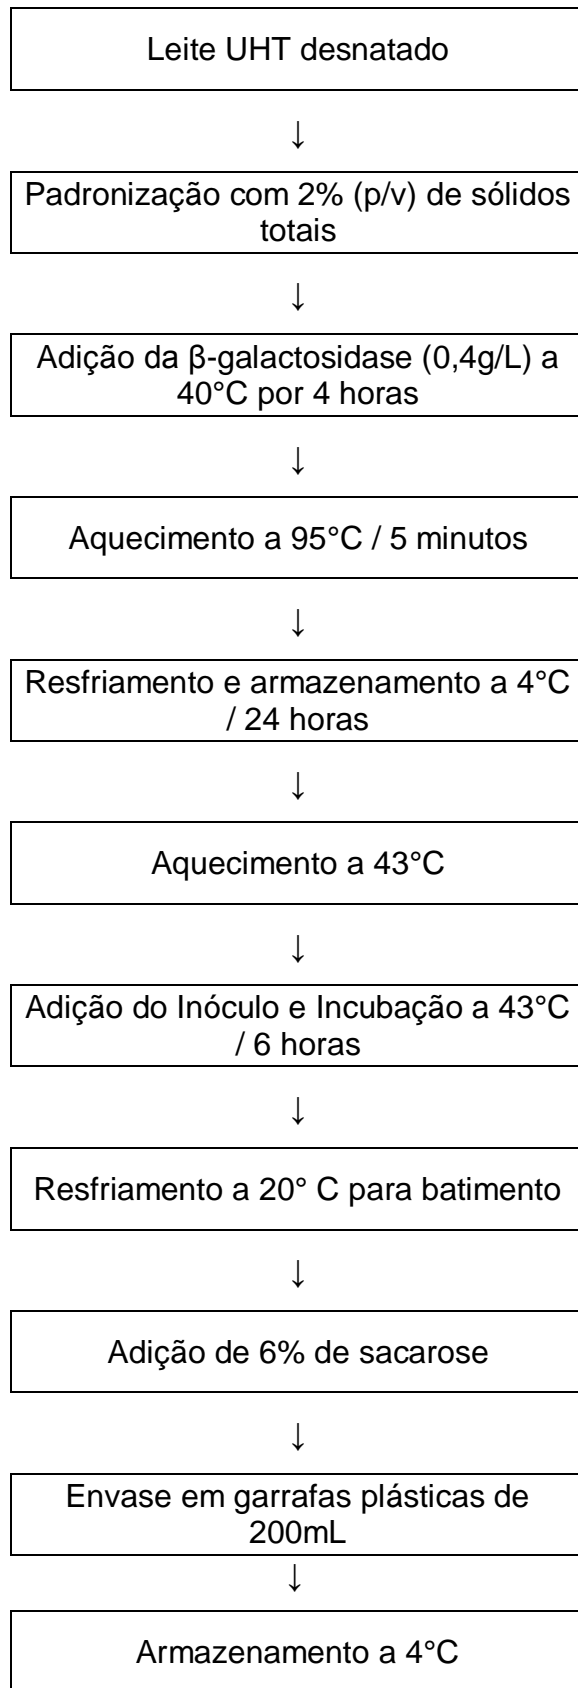 Leite UHT desnatado
↓
Padronização com 2% (p/v) de sólidos
totais
↓
Adição da β-galactosidase (0,4g/L) a
40°C por 4 horas
↓
Aquecimento a 95°C / 5 minutos
↓
Resfriamento e armazenamento a 4°C
/ 24 horas
↓
Aquecimento a 43°C
↓
Adição do Inóculo e Incubação a 43°C
/ 6 horas
↓
Resfriamento a 20° C para batimento
↓
Adição de 6% de sacarose
↓
Envase em garrafas plásticas de
200mL
↓
Armazenamento a 4°C